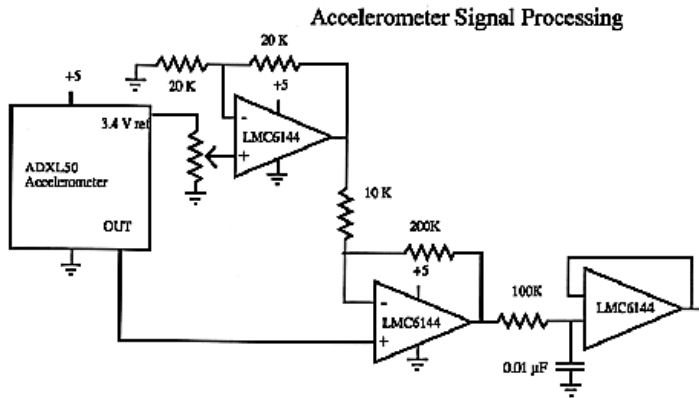 Accelerometer Signal Processing
20 K
+5
20 K
+5
3.4 V ref
-
LMC6144
+
ADXL50
Accelerometer
10 K
OUT
200K
+5
-
100K
LMC6144
LMC6144
+
0.01 µF